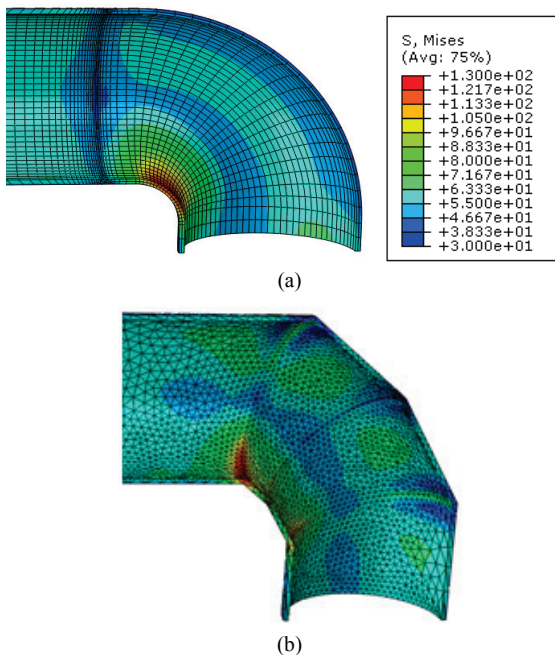 S, Mises
(Avg: 75%)
+1.300e+02
+1.217e+02
+1.133e+02
+1.050e+02
+9.667e+01
+8.833e+01
+8.000e+01
+7.167e+01
+6.333e+01
+5.500e+01
+4.667e+01
+3.833e+01
+3.000e+01
(a)
(b)